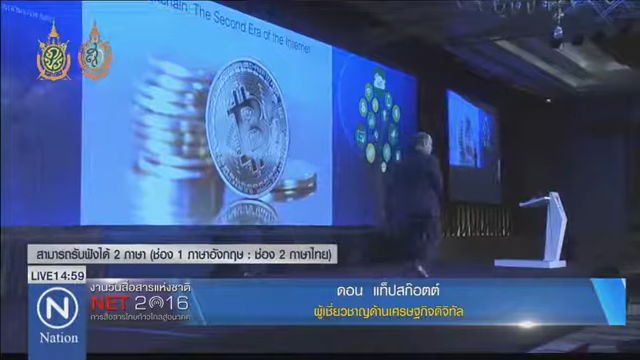 Blockchain: The Second Era of the Internet
สามารถรับฟังได้ 2 ภาษา (ช่อง 1 ภาษาอังกฤษ : ช่อง 2 ภาษาไทย)
LIVE 14:59
งานวันสื่อสารแห่งชาติ
NET 2016
การสื่อสารไทยก้าวไกลสู่อนาคต
N
Nation
ดอน แท็ปสก๊อตต์
ผู้เชี่ยวชาญด้านเศรษฐกิจดิจิทัล